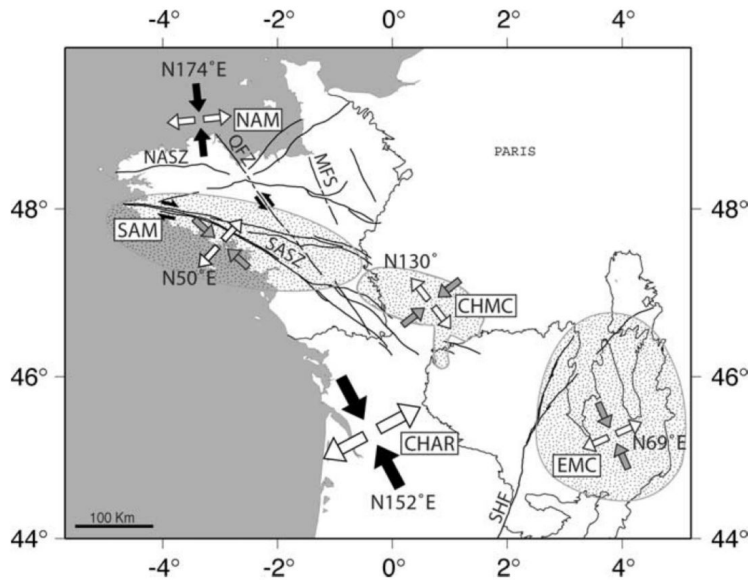 -4° -2° 0° 2° 4°
N174°E
NAM
NASZ
QFZ
MFS
PARIS
48° 48°
SAM
SASZ
N50°E
N130°
CHMC
46° 46°
CHAR
N69°E
EMC
N152°E
SHF
100 Km
44° 44°
-4° -2° 0° 2° 4°